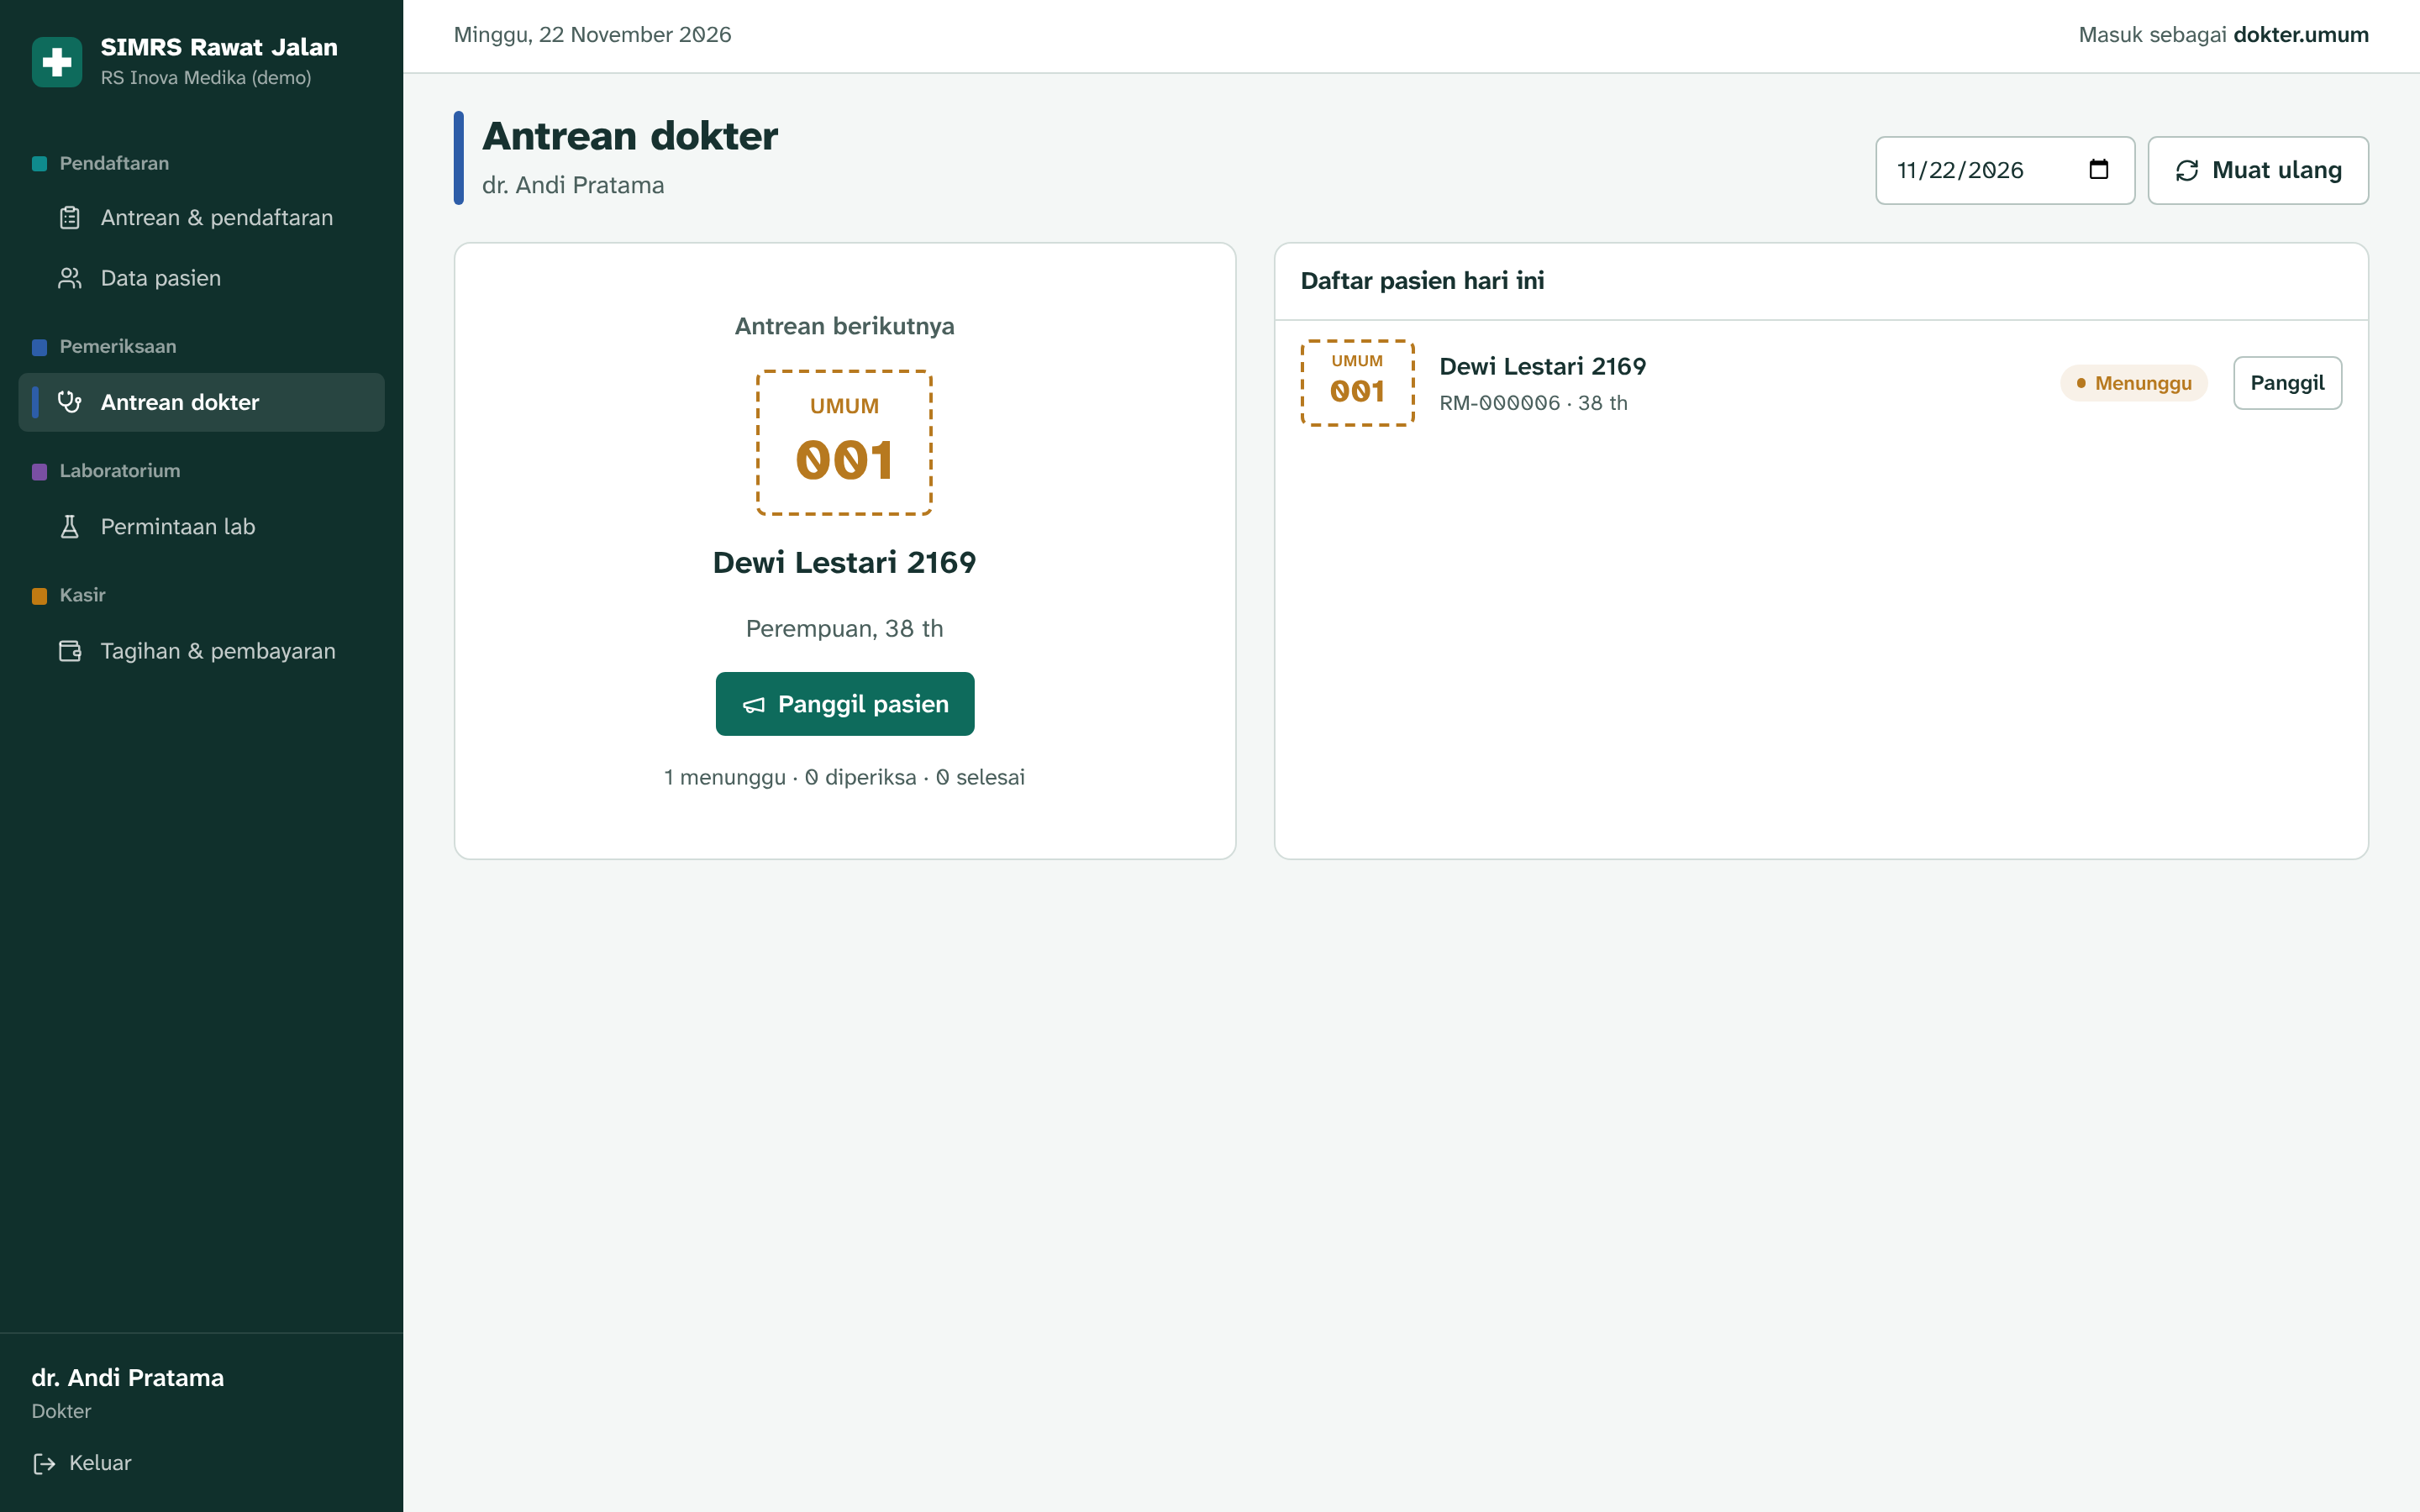 SIMRS Rawat Jalan
RS Inova Medika (demo)
Pendaftaran
Antrean & pendaftaran
Data pasien
Pemeriksaan
Antrean dokter
Laboratorium
Permintaan lab
Kasir
Tagihan & pembayaran
dr. Andi Pratama
Dokter
Keluar
Minggu, 22 November 2026
Masuk sebagai dokter.umum
Antrean dokter
dr. Andi Pratama
11/22/2026
Muat ulang
Antrean berikutnya
UMUM
001
Dewi Lestari 2169
Perempuan, 38 th
Panggil pasien
1 menunggu · 0 diperiksa · 0 selesai
Daftar pasien hari ini
UMUM
001
Dewi Lestari 2169
RM-000006 · 38 th
Menunggu
Panggil